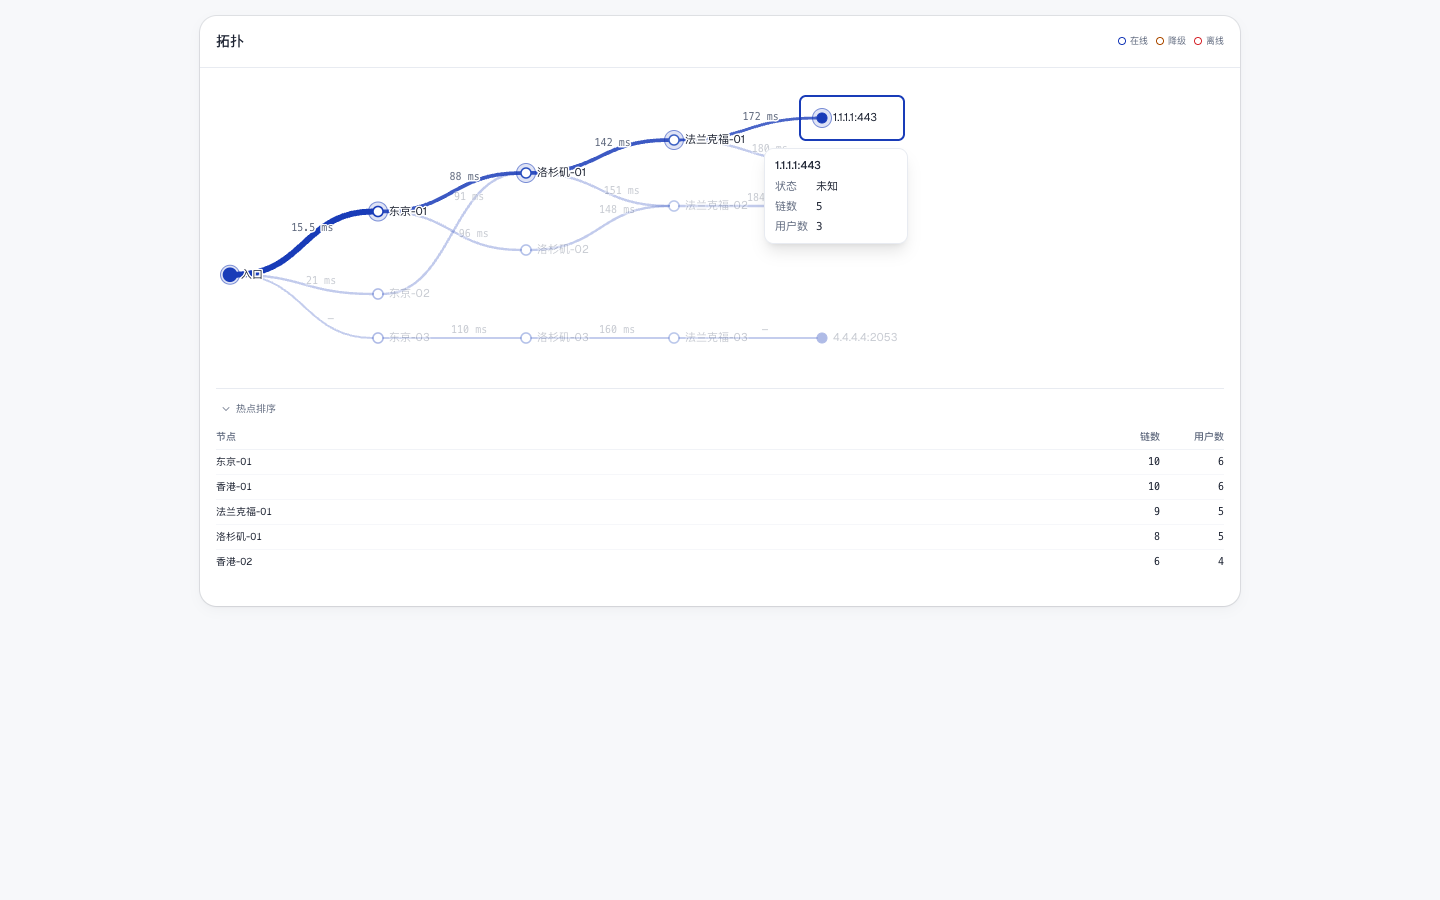 拓扑
在线 降级 离线
172 ms
1.1.1.1:443
142 ms
法兰克福-01
180 ms
1.1.1.1:443
状态 未知
链数 5
用户数 3
88 ms
洛杉矶-01
91 ms
151 ms
184
法兰克福-02
148 ms
15.5 ms
东京-01
96 ms
洛杉矶-02
入口
21 ms
东京-02
—
东京-03
110 ms
洛杉矶-03
160 ms
法兰克福-03
—
4.4.4.4:2053
热点排序
节点 链数 用户数
东京-01 10 6
香港-01 10 6
法兰克福-01 9 5
洛杉矶-01 8 5
香港-02 6 4